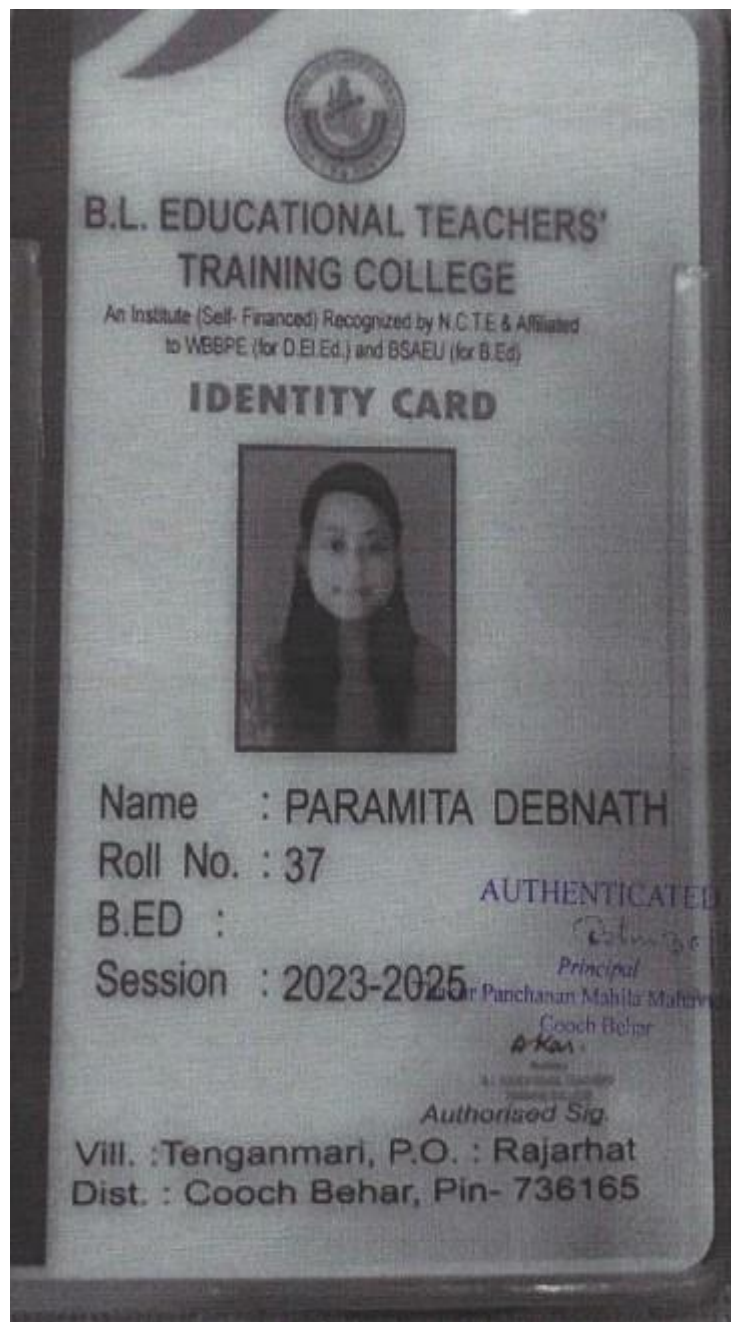 B.L. EDUCATIONAL TEACHERS'
TRAINING COLLEGE
An Institute (Self- Financed) Recognized by N.C.T.E & Affiliated
to WBBPE (for D.El.Ed.) and BSAEU (for B.Ed)
IDENTITY CARD
Name : PARAMITA DEBNATH
Roll No. : 37
B.ED :
Session : 2023-2025
AUTHENTICATED
Principal
Panchanan Mahila
Cooch Behar
A Kar.
Authorised Sig.
Vill. :Tenganmari, P.O. : Rajarhat
Dist. : Cooch Behar, Pin- 736165